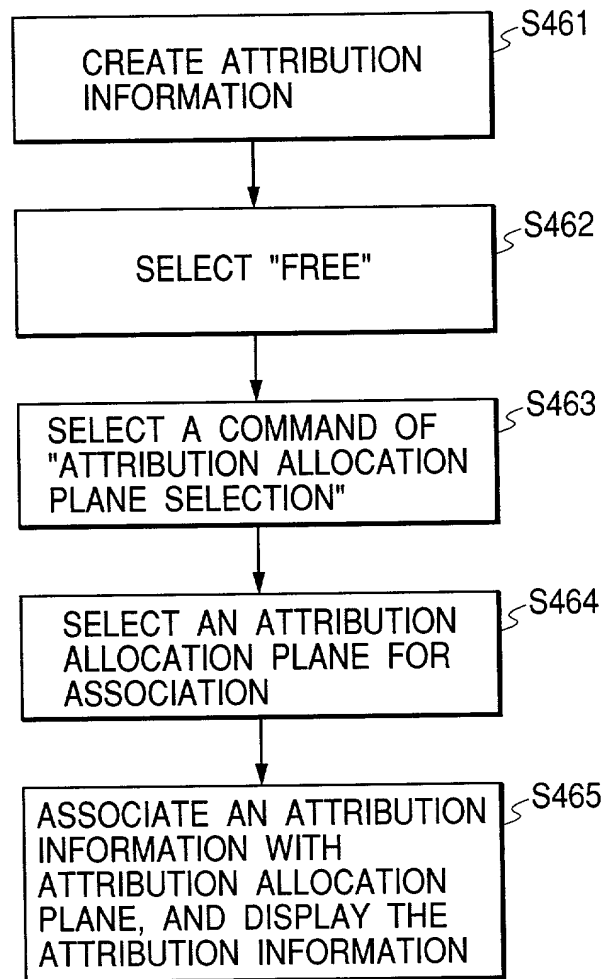 S461
CREATE ATTRIBUTION
INFORMATION
S462
SELECT "FREE"
S463
SELECT A COMMAND OF
"ATTRIBUTION ALLOCATION
PLANE SELECTION"
S464
SELECT AN ATTRIBUTION
ALLOCATION PLANE FOR
ASSOCIATION
S465
ASSOCIATE AN ATTRIBUTION
INFORMATION WITH
ATTRIBUTION ALLOCATION
PLANE, AND DISPLAY THE
ATTRIBUTION INFORMATION